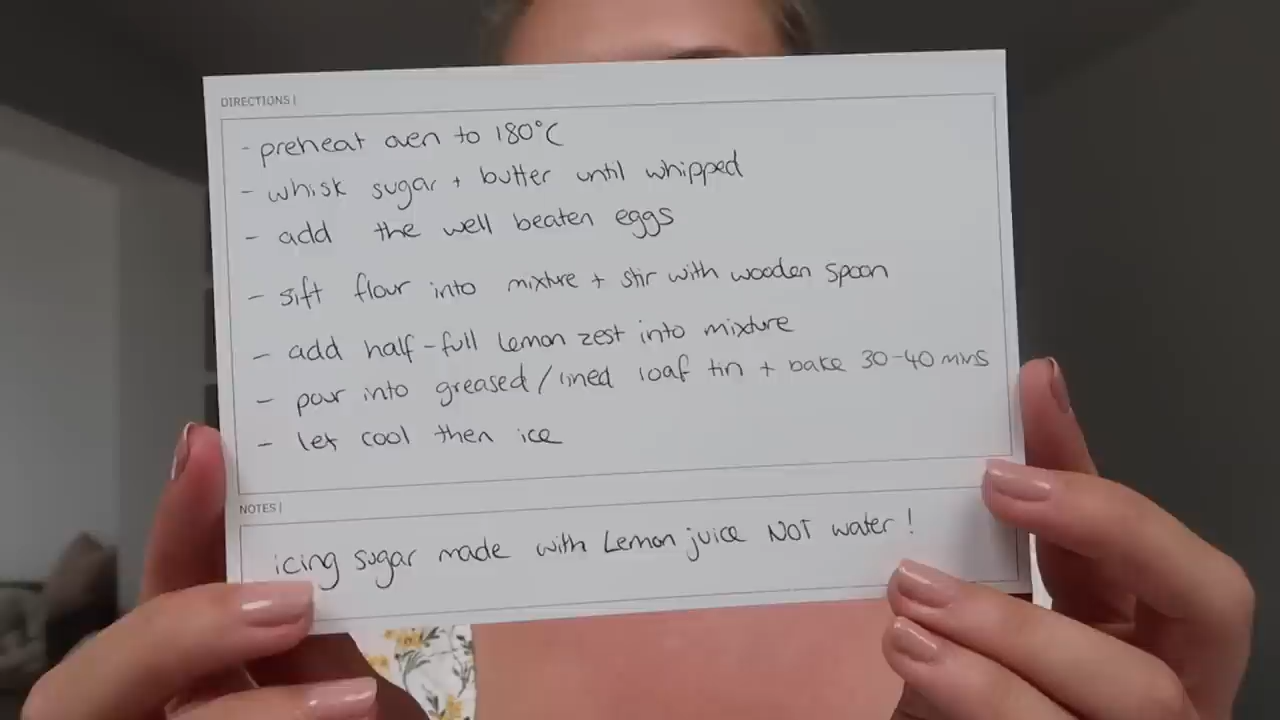 DIRECTIONS |
- preheat oven to 180°C
- whisk sugar + butter until whipped
- add the well beaten eggs
- sift flour into mixture + stir with wooden spoon
- add half-full lemon zest into mixture
- pour into greased/lined loaf tin + bake 30-40 mins
- let cool then ice
NOTES |
icing sugar made with Lemon juice NOT water!